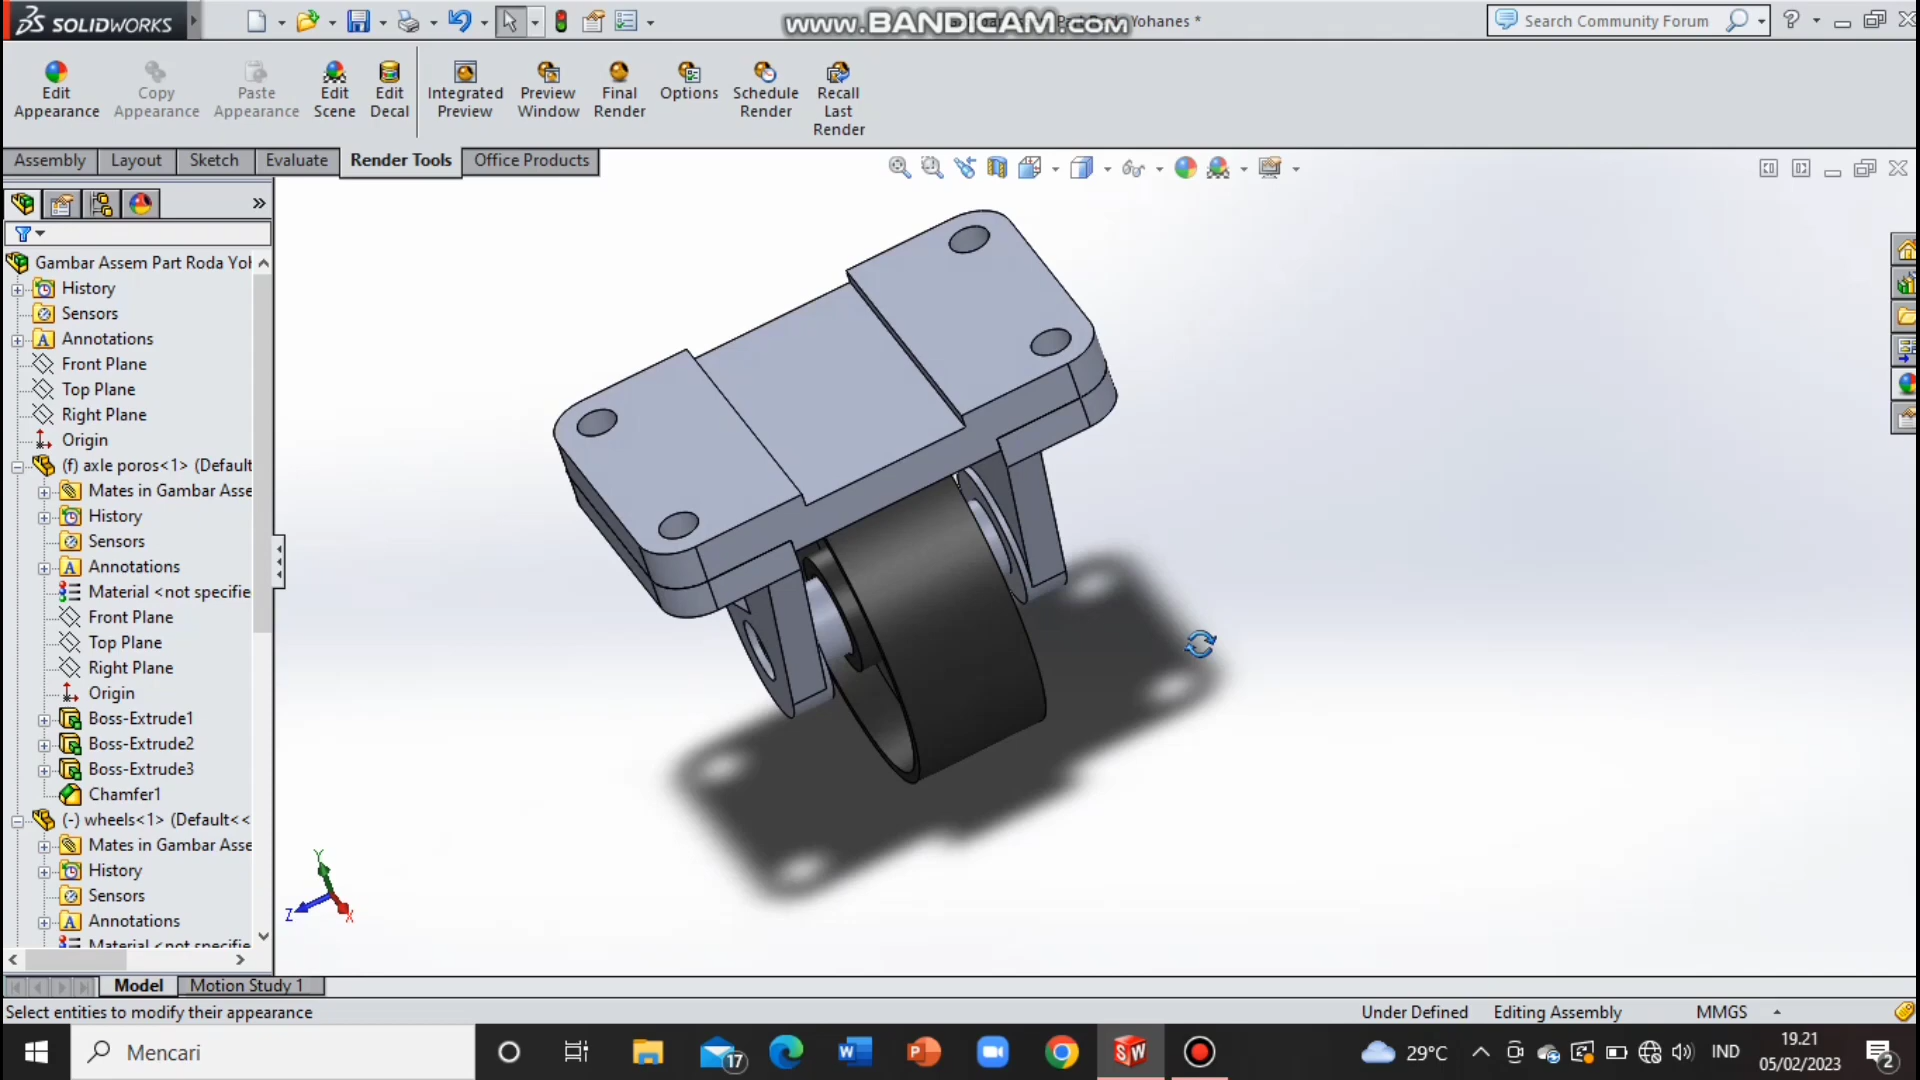 SOLIDWORKS
www.BANDICAM.com
Yohanes *
Search Community Forum
Edit Appearance
Copy Appearance
Paste Appearance
Edit Scene
Edit Decal
Integrated Preview
Preview Window
Final Render
Options
Schedule Render
Recall Last Render
Assembly
Layout
Sketch
Evaluate
Render Tools
Office Products
Gambar Assem Part Roda Yol
History
Sensors
Annotations
Front Plane
Top Plane
Right Plane
Origin
(f) axle poros<1> (Default
Mates in Gambar Asse
History
Sensors
Annotations
Material <not specifie
Front Plane
Top Plane
Right Plane
Origin
Boss-Extrude1
Boss-Extrude2
Boss-Extrude3
Chamfer1
(-) wheels<1> (Default<<
Mates in Gambar Asse
History
Sensors
Annotations
Material <not specifie
Y
Z
X
Model
Motion Study 1
Select entities to modify their appearance
Under Defined
Editing Assembly
MMGS
Mencari
17
29°C
IND
19.21
05/02/2023
2